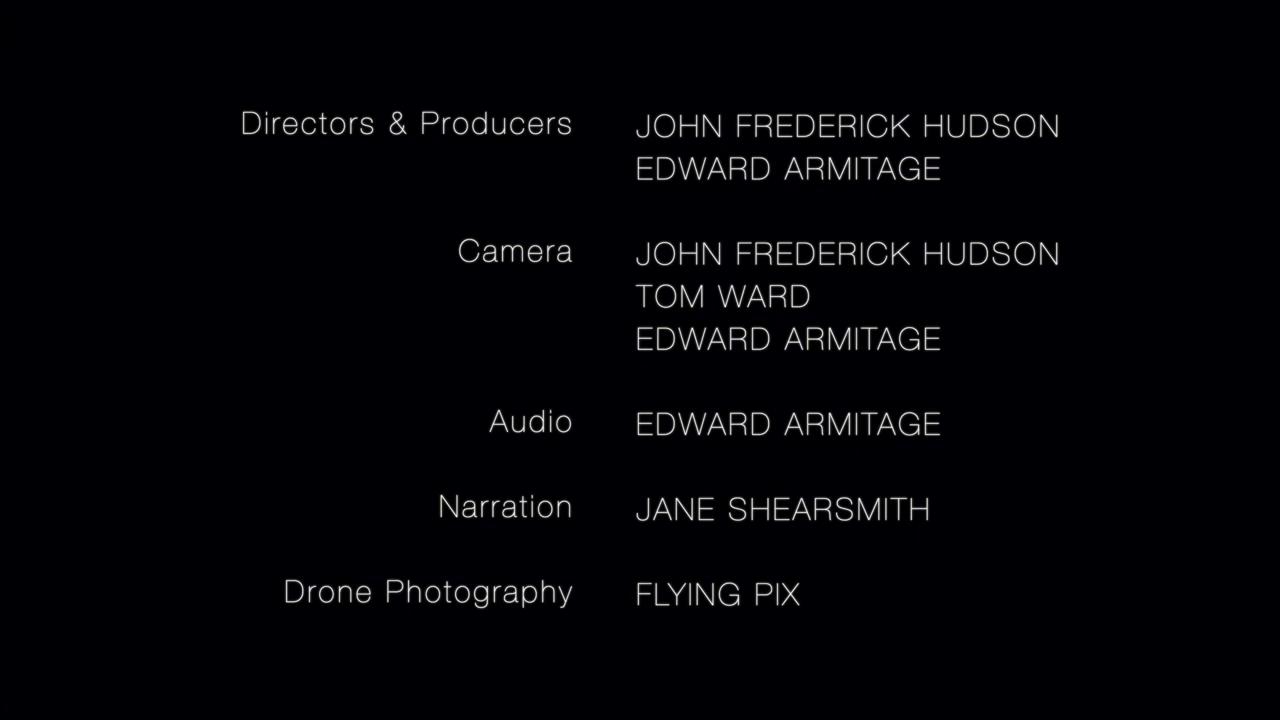 Directors & Producers JOHN FREDERICK HUDSON
EDWARD ARMITAGE
Camera JOHN FREDERICK HUDSON
TOM WARD
EDWARD ARMITAGE
Audio EDWARD ARMITAGE
Narration JANE SHEARSMITH
Drone Photography FLYING PIX